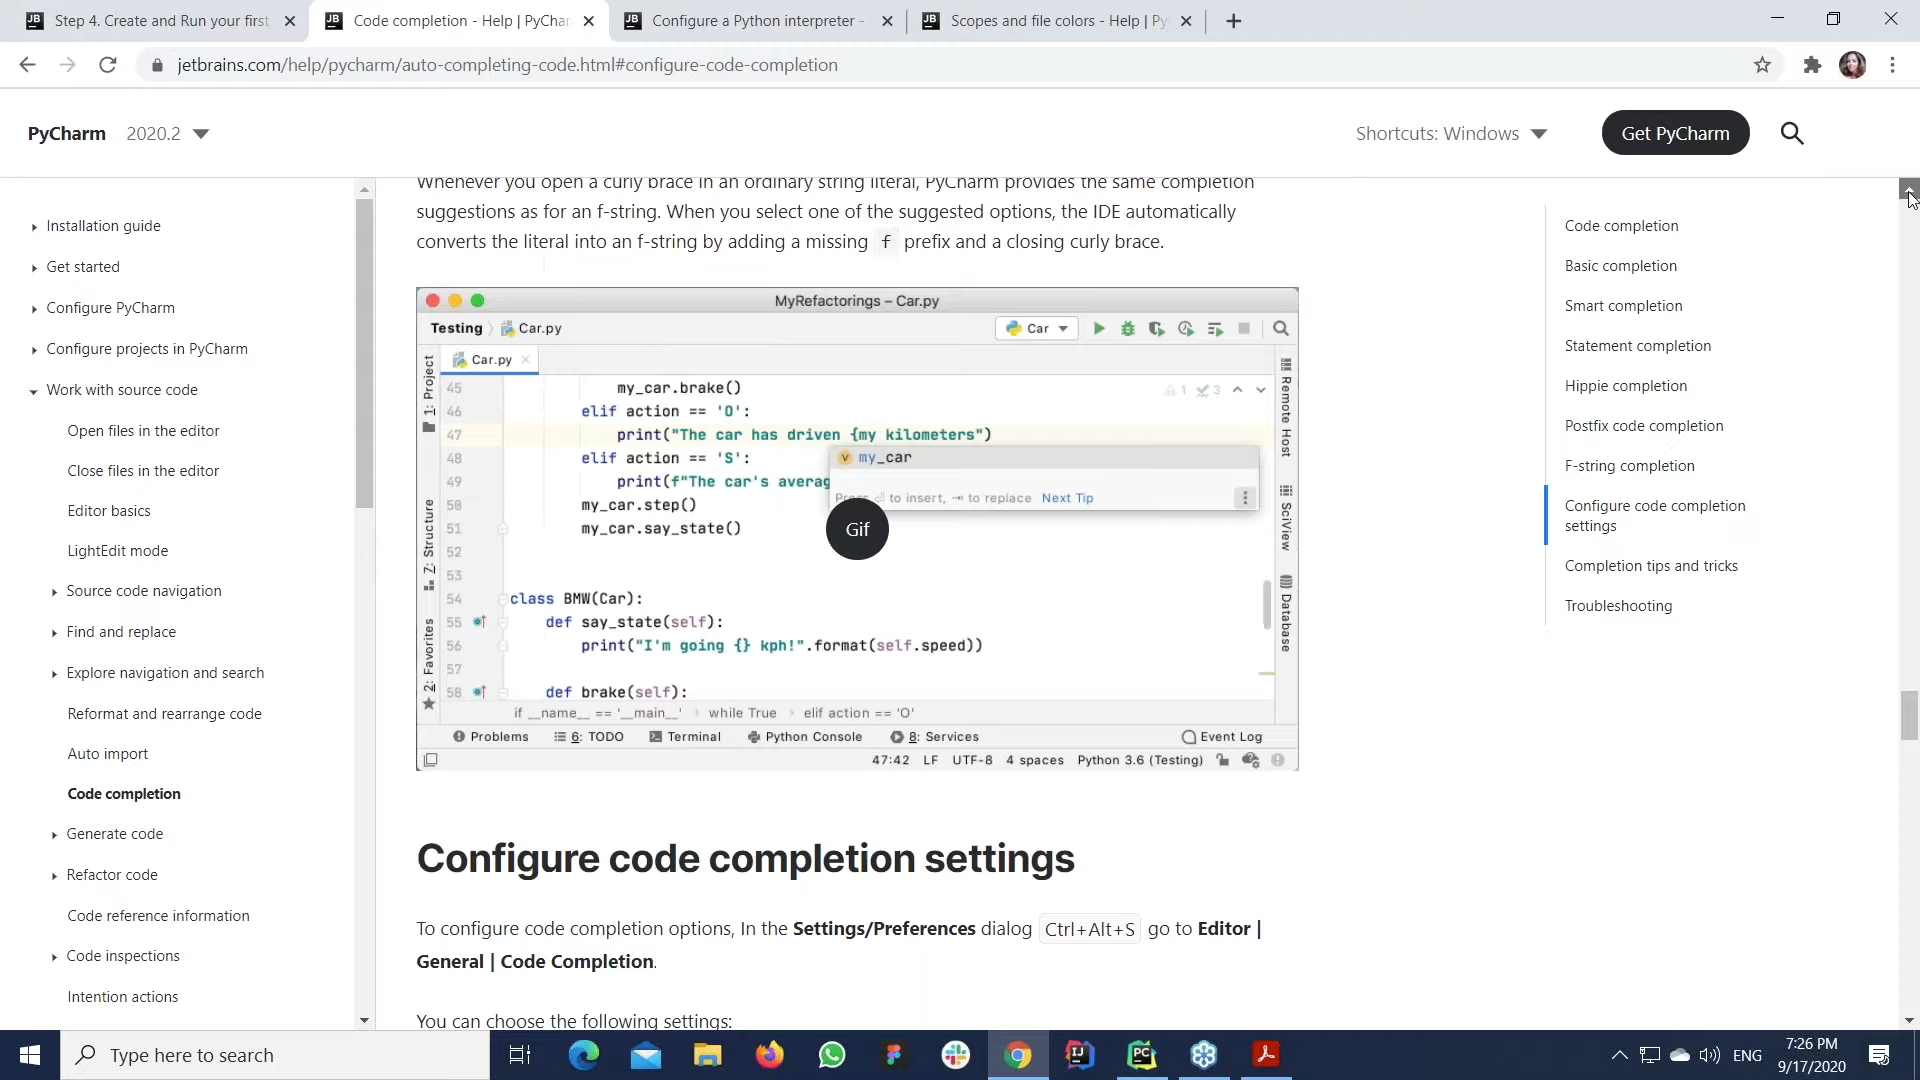 Step 4. Create and Run your first
Code completion - Help | PyChar
Configure a Python interpreter -
Scopes and file colors - Help | Py
jetbrains.com/help/pycharm/auto-completing-code.html#configure-code-completion
PyCharm 2020.2
Shortcuts: Windows
Get PyCharm
Installation guide
Get started
Configure PyCharm
Configure projects in PyCharm
Work with source code
Open files in the editor
Close files in the editor
Editor basics
LightEdit mode
Source code navigation
Find and replace
Explore navigation and search
Reformat and rearrange code
Auto import
Code completion
Generate code
Refactor code
Code reference information
Code inspections
Intention actions
Whenever you open a curly brace in an ordinary string literal, PyCharm provides the same completion
suggestions as for an f-string. When you select one of the suggested options, the IDE automatically
converts the literal into an f-string by adding a missing f prefix and a closing curly brace.
MyRefactorings – Car.py
Testing Car.py
Car
Car.py
1: Project
7: Structure
2: Favorites
45 my_car.brake()
46 elif action == 'O':
47 print("The car has driven {my kilometers")
48 elif action == 'S':
49 print(f"The car's averag
50 my_car.step()
51 my_car.say_state()
52
53
54 class BMW(Car):
55 def say_state(self):
56 print("I'm going {} kph!".format(self.speed))
57
58 def brake(self):
1 3
v my_car
Press ⏎ to insert, ⇥ to replace Next Tip
Gif
Remote Host
SciView
Database
if __name__ == '__main__' while True elif action == 'O'
Problems 6: TODO Terminal Python Console 8: Services Event Log
47:42 LF UTF-8 4 spaces Python 3.6 (Testing)
Configure code completion settings
To configure code completion options, In the Settings/Preferences dialog Ctrl+Alt+S go to Editor |
General | Code Completion.
You can choose the following settings:
Code completion
Basic completion
Smart completion
Statement completion
Hippie completion
Postfix code completion
F-string completion
Configure code completion
settings
Completion tips and tricks
Troubleshooting
Type here to search
ENG
7:26 PM
9/17/2020